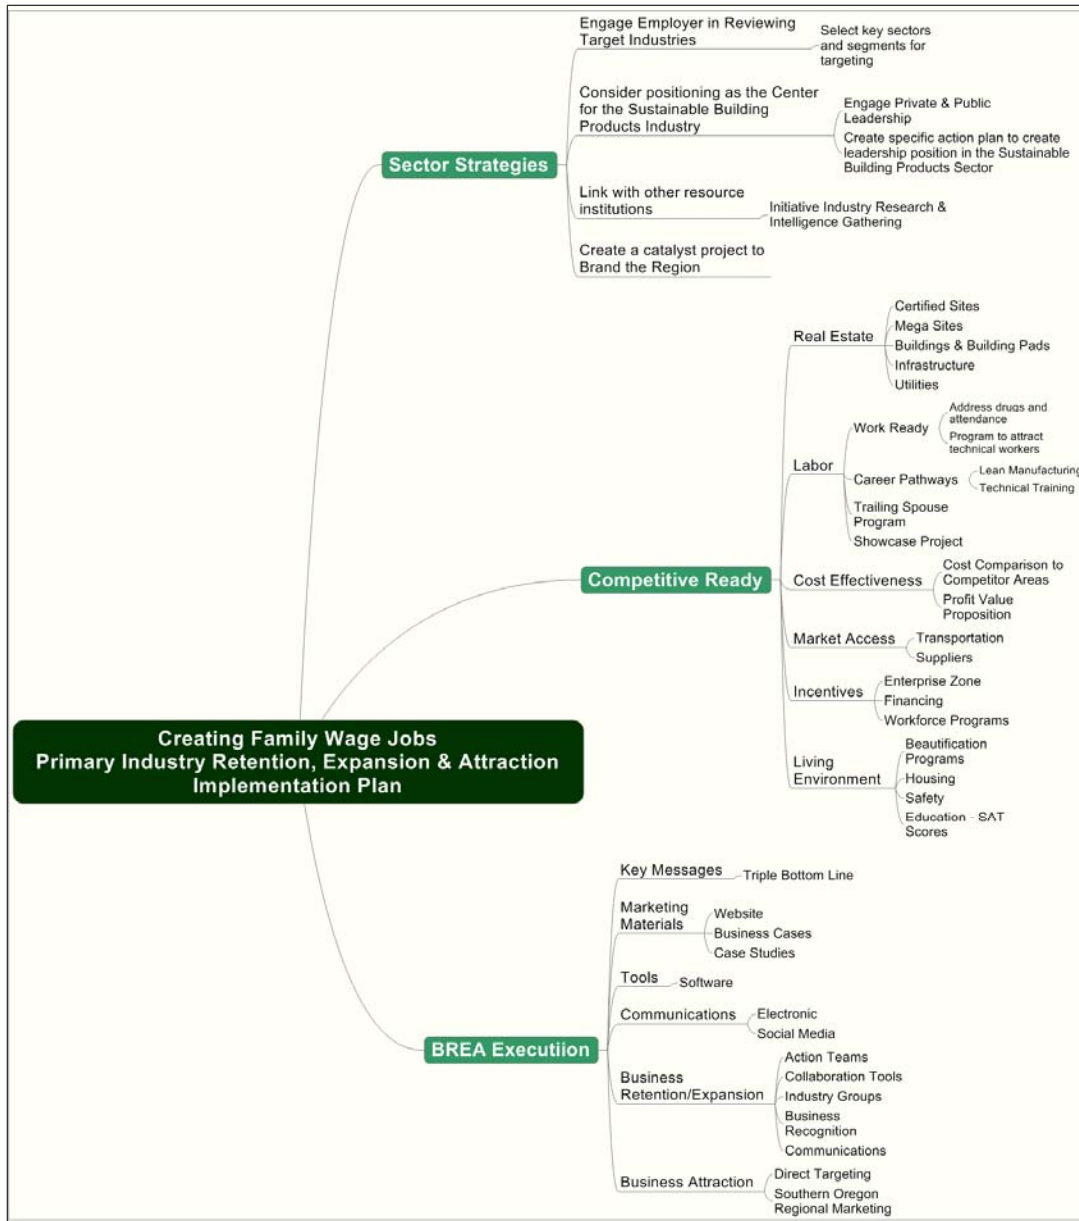 Engage Employer in Reviewing
Target Industries
Select key sectors
and segments for
targeting
Consider positioning as the Center
for the Sustainable Building
Products Industry
Engage Private & Public
Leadership
Create specific action plan to create
leadership position in the Sustainable
Building Products Sector
Sector Strategies
Link with other resource
institutions
Initiative Industry Research &
Intelligence Gathering
Create a catalyst project to
Brand the Region
Real Estate
Certified Sites
Mega Sites
Buildings & Building Pads
Infrastructure
Utilities
Labor
Work Ready
Address drugs and
attendance
Program to attract
technical workers
Career Pathways
Lean Manufacturing
Technical Training
Trailing Spouse
Program
Showcase Project
Competitive Ready
Cost Effectiveness
Cost Comparison to
Competitor Areas
Profit Value
Proposition
Market Access
Transportation
Suppliers
Incentives
Enterprise Zone
Financing
Workforce Programs
Living
Environment
Beautification
Programs
Housing
Safety
Education - SAT
Scores
Creating Family Wage Jobs
Primary Industry Retention, Expansion & Attraction
Implementation Plan
Key Messages
Triple Bottom Line
Marketing
Materials
Website
Business Cases
Case Studies
Tools
Software
Communications
Electronic
Social Media
BREA Executiion
Business
Retention/Expansion
Action Teams
Collaboration Tools
Industry Groups
Business
Recognition
Communications
Business Attraction
Direct Targeting
Southern Oregon
Regional Marketing